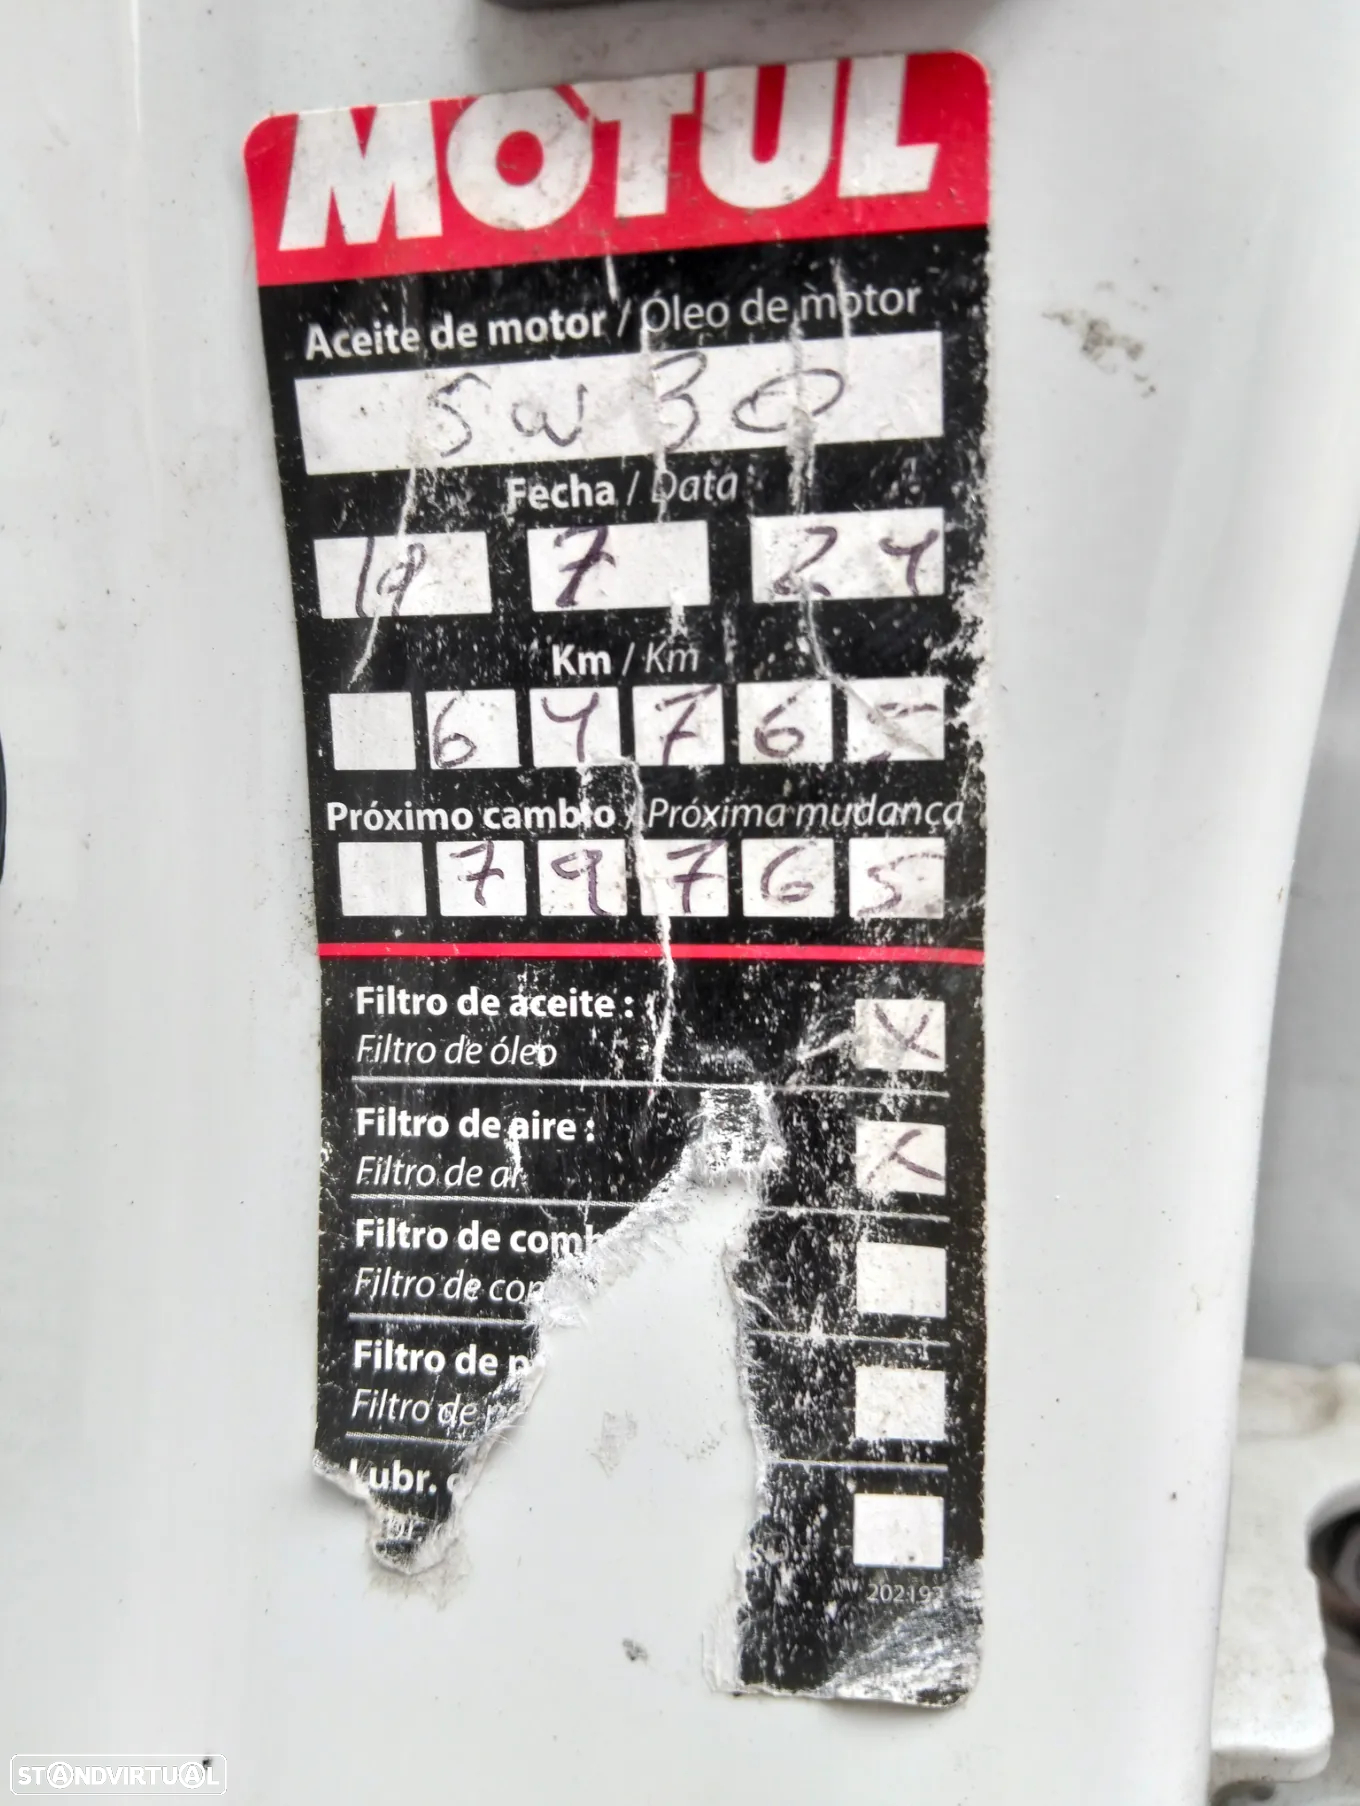 MOTUL
Aceite de motor / Óleo de motor
5W30
Fecha / Data
19 7 24
Km / Km
6 4 7 6 5
Próximo cambio / Próxima mudança
7 9 7 6 5
Filtro de aceite : X
Filtro de óleo
Filtro de aire : X
Filtro de ar
Filtro de comb
Filtro de con
Filtro de
Filtro de
Lubr.
STANDVIRTUAL